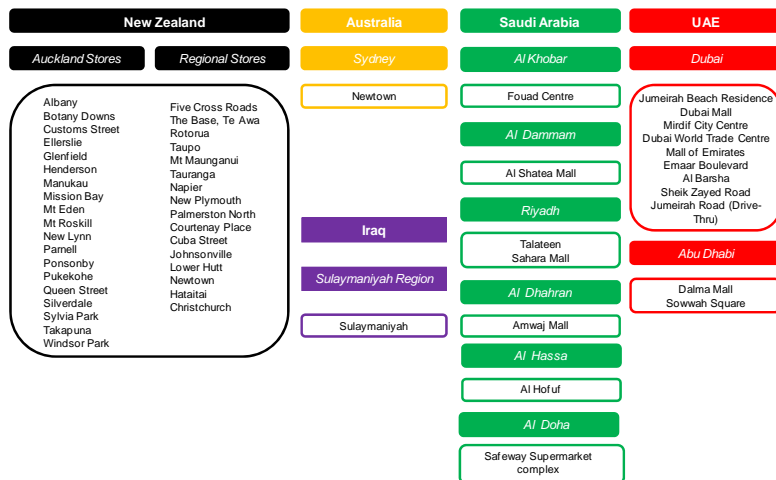 New Zealand
Auckland Stores
Regional Stores
Albany
Botany Downs
Customs Street
Ellerslie
Glenfield
Henderson
Manukau
Mission Bay
Mt Eden
Mt Roskill
New Lynn
Parnell
Ponsonby
Pukekohe
Queen Street
Silverdale
Sylvia Park
Takapuna
Windsor Park
Five Cross Roads
The Base, Te Awa
Rotorua
Taupo
Mt Maunganui
Tauranga
Napier
New Plymouth
Palmerston North
Courtenay Place
Cuba Street
Johnsonville
Lower Hutt
Newtown
Hataitai
Christchurch
Australia
Sydney
Newtown
Iraq
Sulaymaniyah Region
Sulaymaniyah
Saudi Arabia
Al Khobar
Fouad Centre
Al Dammam
Al Shatea Mall
Riyadh
Talateen
Sahara Mall
Al Dhahran
Amwaj Mall
Al Hassa
Al Hofuf
Al Doha
Safeway Supermarket
complex
UAE
Dubai
Jumeirah Beach Residence
Dubai Mall
Mirdif City Centre
Dubai World Trade Centre
Mall of Emirates
Emaar Boulevard
Al Barsha
Sheik Zayed Road
Jumeirah Road (Drive-
Thru)
Abu Dhabi
Dalma Mall
Sowwah Square